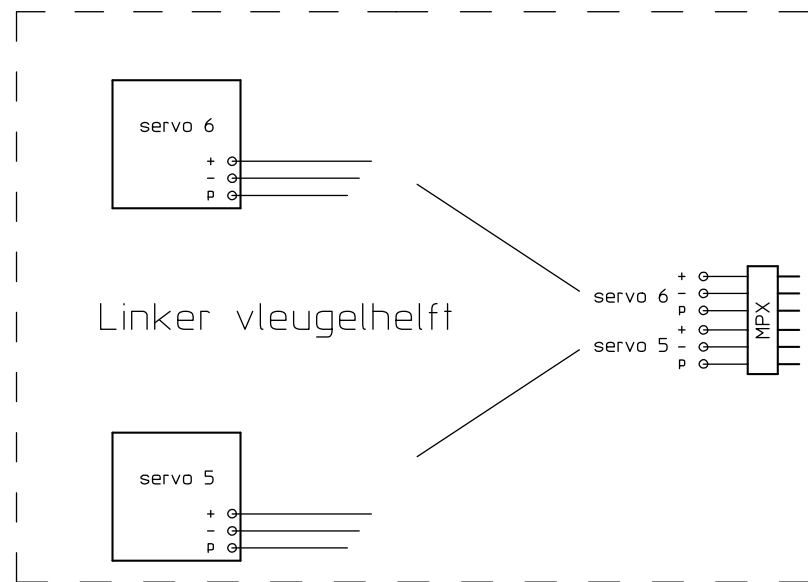 servo 6
+
-
p
Linker vleugelhelft
servo 6
+
-
p
servo 5
+
-
p
MPX
servo 5
+
-
p